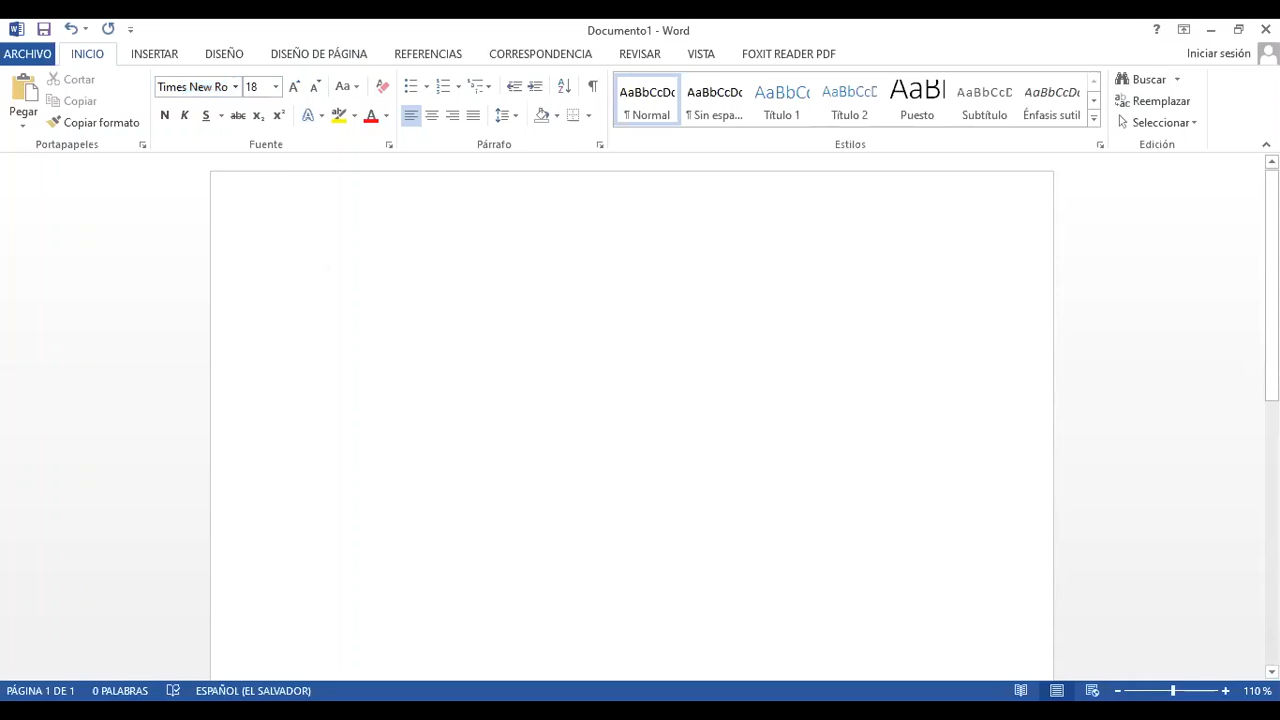 Documento1 - Word
ARCHIVO INICIO INSERTAR DISEÑO DISEÑO DE PÁGINA REFERENCIAS CORRESPONDENCIA REVISAR VISTA FOXIT READER PDF Iniciar sesión
Pegar
Cortar
Copiar
Copiar formato
Portapapeles
Times New Ro 18
Aa
N K S abc x₂ x² A A
Fuente
Párrafo
AaBbCcDc AaBbCcDc AaBbCc AaBbCcD AaBl AaBbCcD AaBbCcDc
¶ Normal ¶ Sin espa... Título 1 Título 2 Puesto Subtítulo Énfasis sutil
Estilos
Buscar
Reemplazar
Seleccionar
Edición
PÁGINA 1 DE 1 0 PALABRAS ESPAÑOL (EL SALVADOR) 110 %